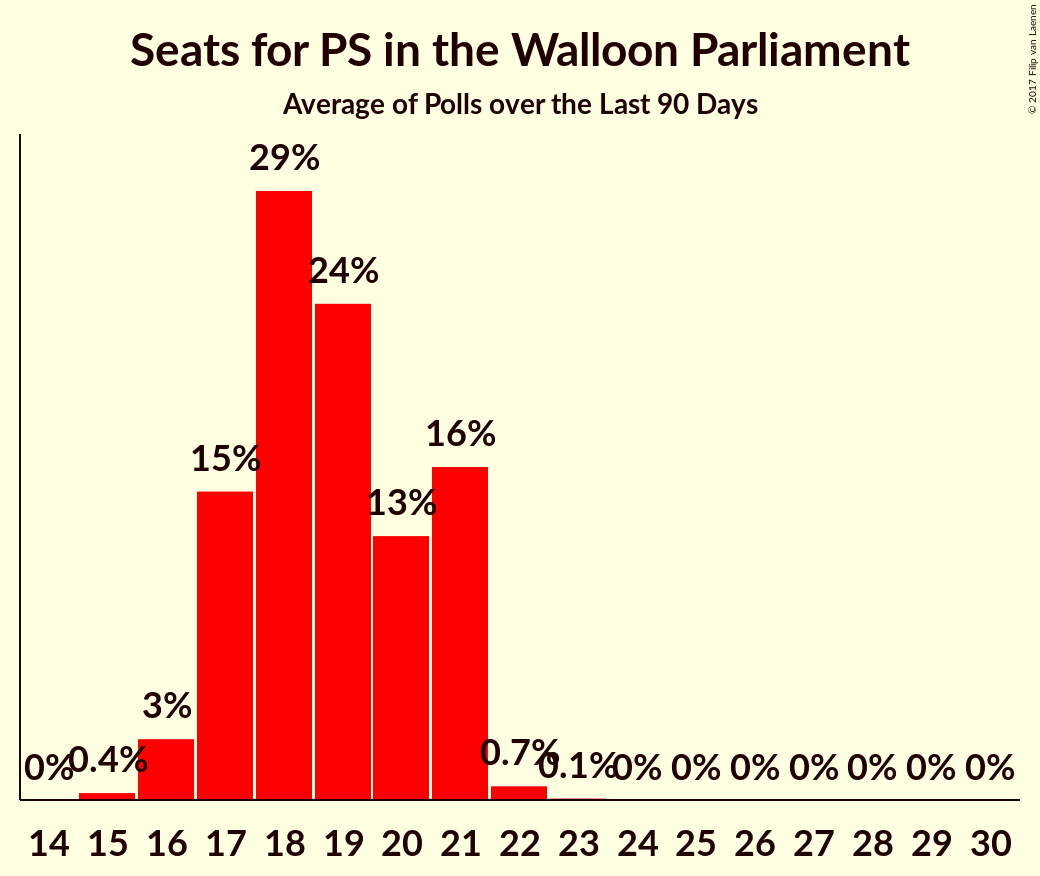 Seats for PS in the Walloon Parliament
Average of Polls over the Last 90 Days
© 2017 Filip van Laenen
0% 0.4% 3% 15% 29% 24% 13% 16% 0.7% 0.1% 0% 0% 0% 0% 0% 0% 0%
14 15 16 17 18 19 20 21 22 23 24 25 26 27 28 29 30